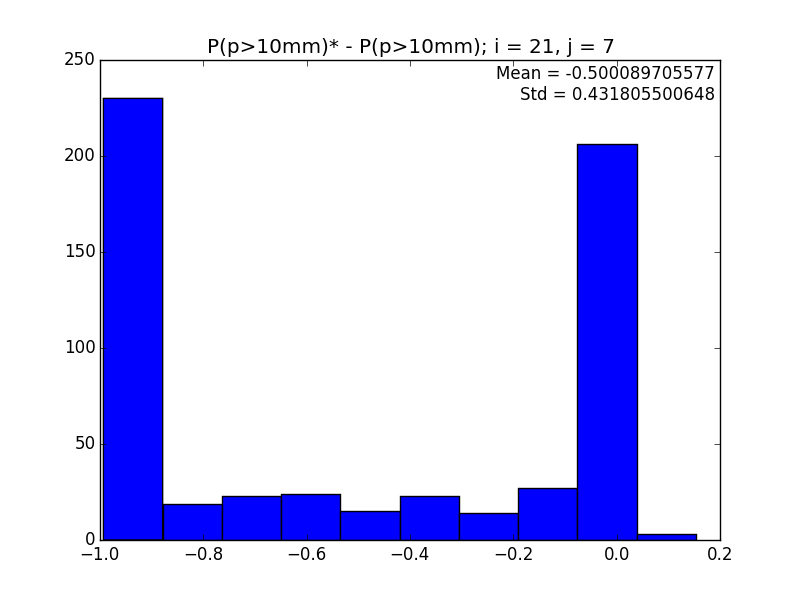 P(p>10mm)* - P(p>10mm); i = 21, j = 7
Mean = -0.500089705577
Std = 0.431805500648
250
200
150
100
50
0
−1.0 −0.8 −0.6 −0.4 −0.2 0.0 0.2